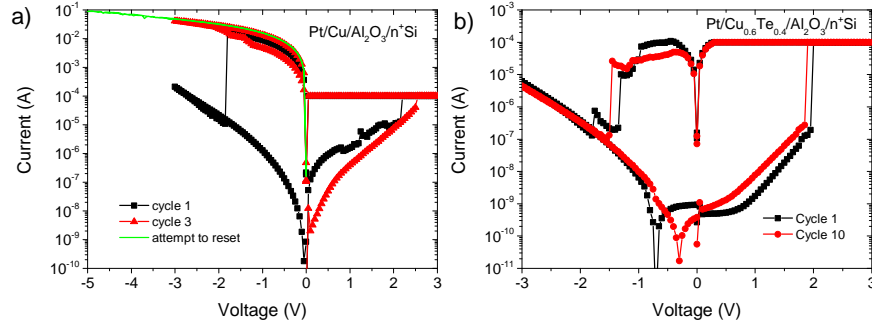 a)
Pt/Cu/Al₂O₃/n⁺Si
Current (A)
10⁻¹
10⁰
10⁻¹
10⁻²
10⁻³
10⁻⁴
10⁻⁵
10⁻⁶
10⁻⁷
10⁻⁸
10⁻⁹
10⁻¹⁰
cycle 1
cycle 3
attempt to reset
-5 -4 -3 -2 -1 0 1 2 3
Voltage (V)
b)
Pt/Cu₀.₆Te₀.₄/Al₂O₃/n⁺Si
Current (A)
10⁻³
10⁻⁴
10⁻⁵
10⁻⁶
10⁻⁷
10⁻⁸
10⁻⁹
10⁻¹⁰
10⁻¹¹
Cycle 1
Cycle 10
-3 -2 -1 0 1 2 3
Voltage (V)